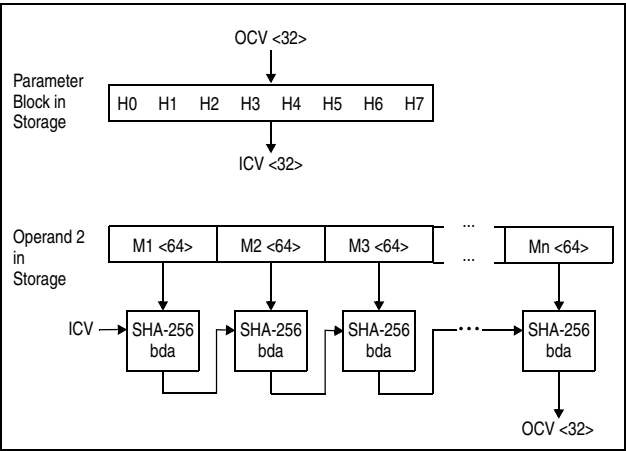 OCV <32>
Parameter
Block in
Storage
H0 H1 H2 H3 H4 H5 H6 H7
ICV <32>
Operand 2
in
Storage
M1 <64> M2 <64> M3 <64> ... ... Mn <64>
ICV
SHA-256 SHA-256 SHA-256 ... SHA-256
bda bda bda bda
OCV <32>